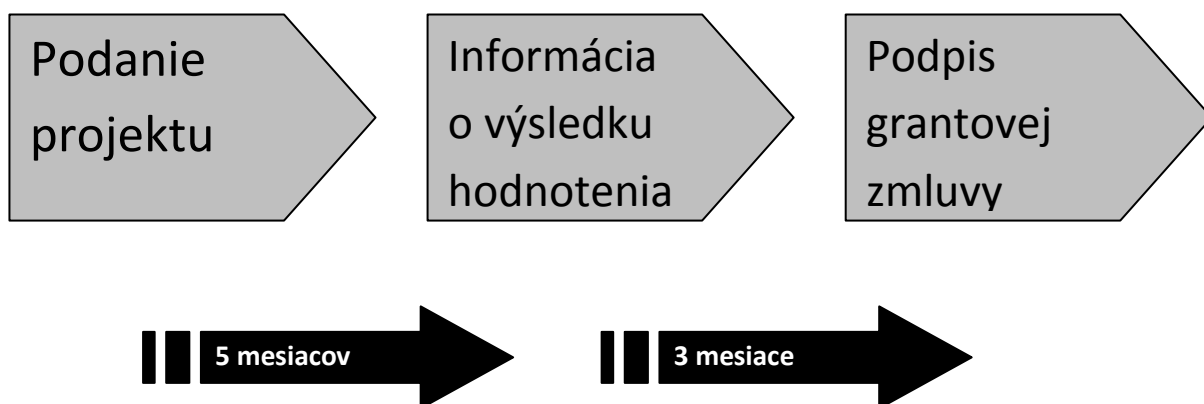 Podanie
projektu
Informácia
o výsledku
hodnotenia
Podpis
grantovej
zmluvy
5 mesiacov
3 mesiace